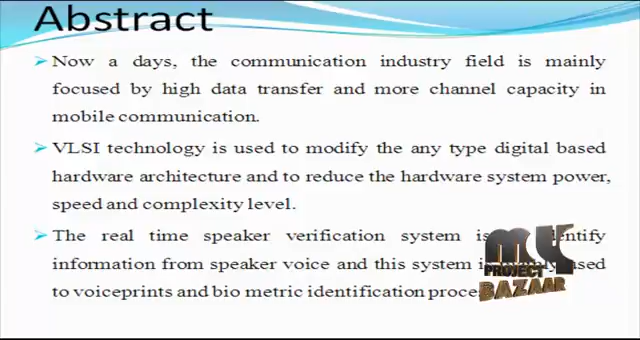 Abstract
Now a days, the communication industry field is mainly
focused by high data transfer and more channel capacity in
mobile communication.
VLSI technology is used to modify the any type digital based
hardware architecture and to reduce the hardware system power,
speed and complexity level.
The real time speaker verification system is
information from speaker voice and this system
to voiceprints and bio metric identification
PROJECT
BAZAAR